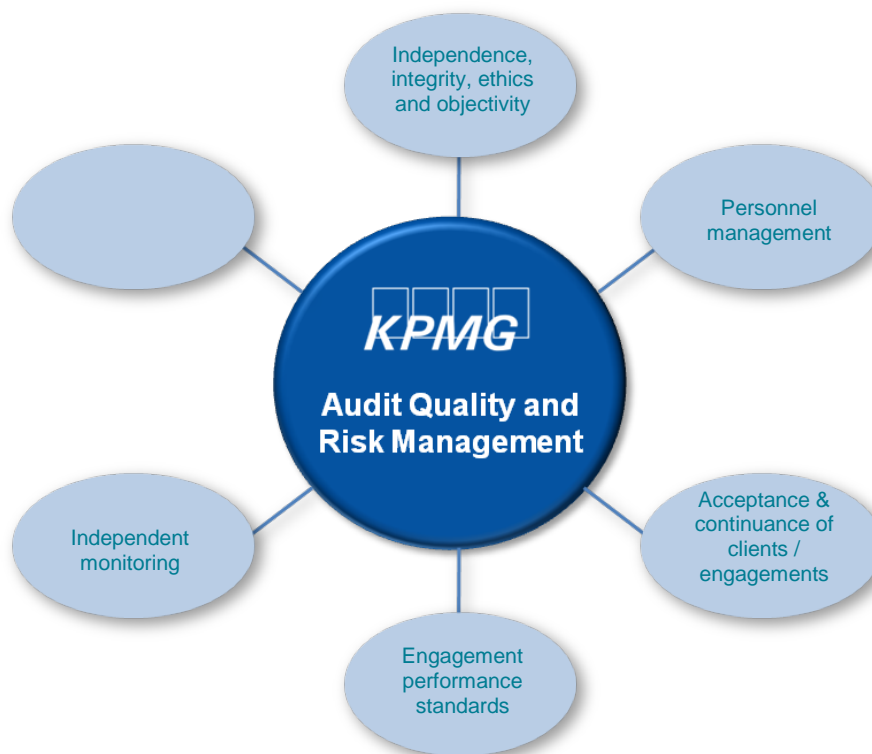 Independence,
integrity, ethics
and objectivity
Personnel
management
KPMG
Audit Quality and
Risk Management
Independent
monitoring
Acceptance &
continuance of
clients /
engagements
Engagement
performance
standards